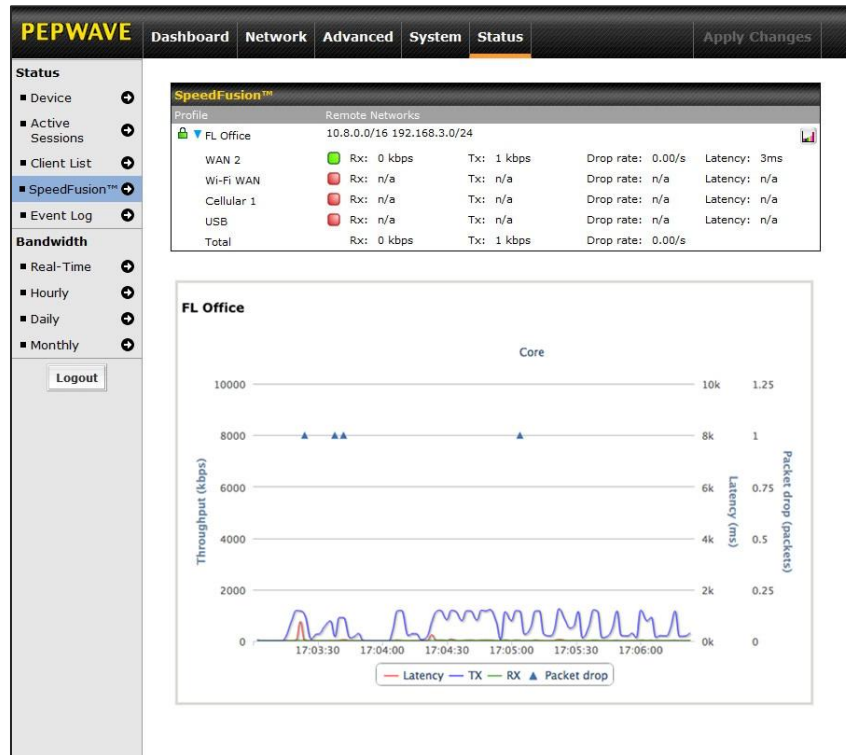 PEPWAVE
Dashboard Network Advanced System Status Apply Changes
Status
Device
Active
Sessions
Client List
SpeedFusion™
Event Log
Bandwidth
Real-Time
Hourly
Daily
Monthly
Logout
SpeedFusion™
Profile Remote Networks
FL Office 10.8.0.0/16 192.168.3.0/24
WAN 2 Rx: 0 kbps Tx: 1 kbps Drop rate: 0.00/s Latency: 3ms
Wi-Fi WAN Rx: n/a Tx: n/a Drop rate: n/a Latency: n/a
Cellular 1 Rx: n/a Tx: n/a Drop rate: n/a Latency: n/a
USB Rx: n/a Tx: n/a Drop rate: n/a Latency: n/a
Total Rx: 0 kbps Tx: 1 kbps Drop rate: 0.00/s
FL Office
Core
10000 10k 1.25
8000 8k 1
6000 6k 0.75
4000 4k 0.5
2000 2k 0.25
0 0k 0
Throughput (kbps)
Latency (ms)
Packet drop (packets)
17:03:30 17:04:00 17:04:30 17:05:00 17:05:30 17:06:00
Latency TX RX Packet drop